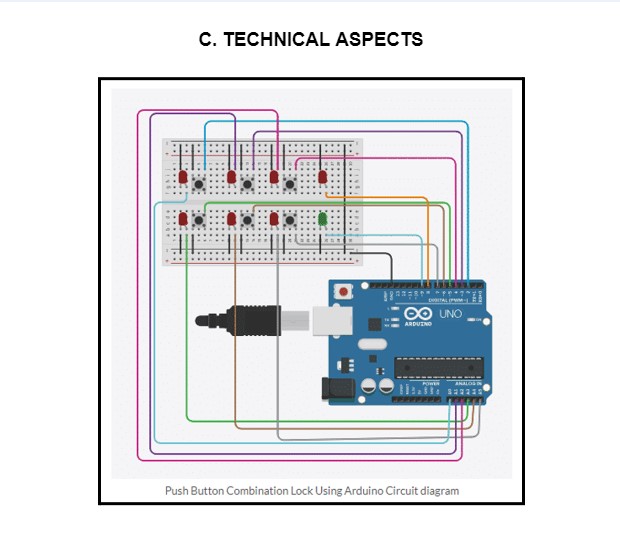 C. TECHNICAL ASPECTS
DIGITAL (PWM~)
UNO
ARDUINO
POWER
ANALOG IN
Push Button Combination Lock Using Arduino Circuit diagram